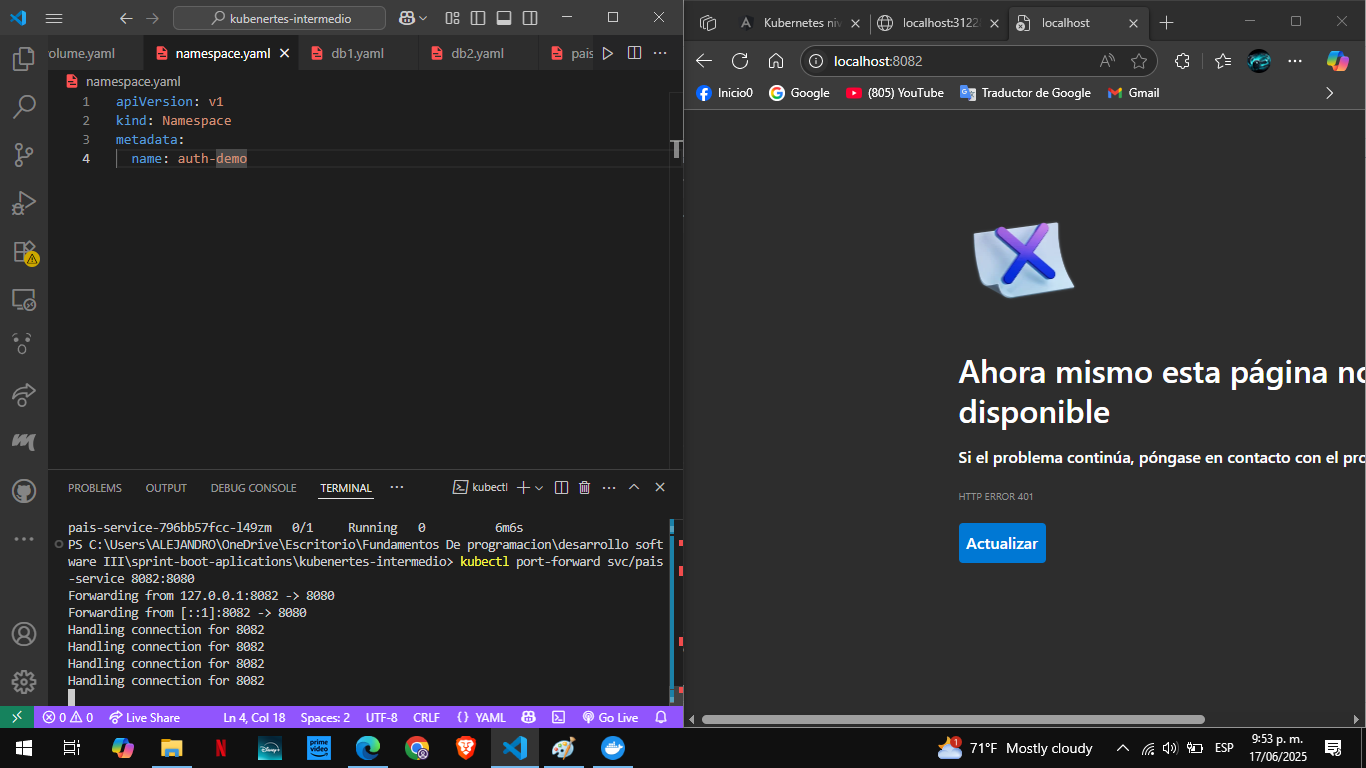 kubenertes-intermedio
olume.yaml
namespace.yaml
db1.yaml
db2.yaml
pais
namespace.yaml
1 apiVersion: v1
2 kind: Namespace
3 metadata:
4 name: auth-demo
PROBLEMS OUTPUT DEBUG CONSOLE TERMINAL
kubectl
pais-service-796bb57fcc-l49zm 0/1 Running 0 6m6s
PS C:\Users\ALEJANDRO\OneDrive\Escritorio\Fundamentos De programacion\desarrollo soft
ware III\sprint-boot-aplications\kubenertes-intermedio> kubectl port-forward svc/pais
-service 8082:8080
Forwarding from 127.0.0.1:8082 -> 8080
Forwarding from [::1]:8082 -> 8080
Handling connection for 8082
Handling connection for 8082
Handling connection for 8082
Handling connection for 8082
0 0 Live Share Ln 4, Col 18 Spaces: 2 UTF-8 CRLF {} YAML Go Live
Kubernetes niv
localhost:3122
localhost
localhost:8082
Inicio0 Google (805) YouTube Traductor de Google Gmail
Ahora mismo esta página no
disponible
Si el problema continúa, póngase en contacto con el pro
HTTP ERROR 401
Actualizar
prime video
Disney+
1
71°F Mostly cloudy
ESP
9:53 p. m.
17/06/2025